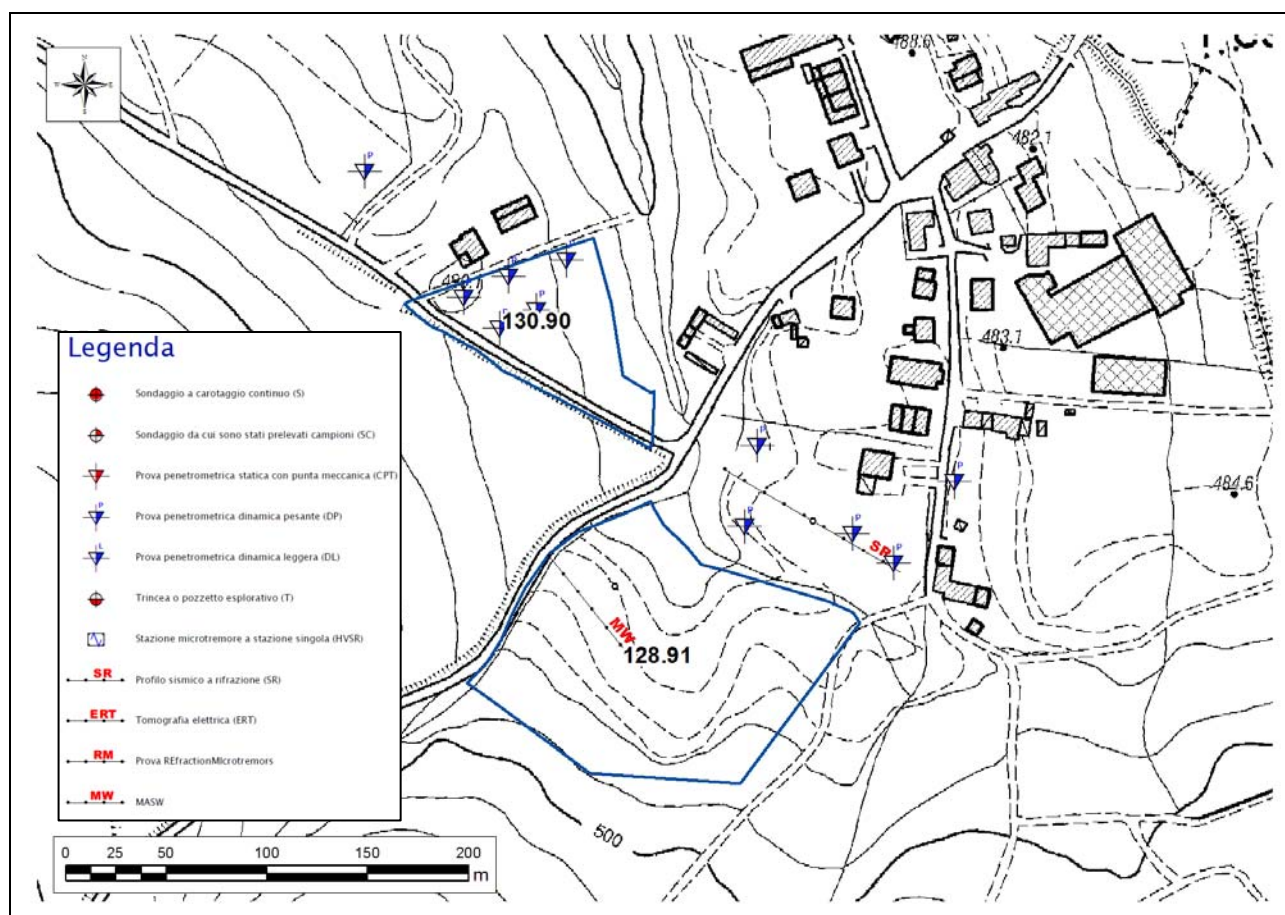 N
W E
S
488.6
482.1
P
P
P
P
490.
P
P
130.90
483.1
P
P
484.6
P
P
P
SR
MW
128.91
500
Legenda
Sondaggio a carotaggio continuo (S)
Sondaggio da cui sono stati prelevati campioni (SC)
Prova penetrometrica statica con punta meccanica (CPT)
P
Prova penetrometrica dinamica pesante (DP)
L
Prova penetrometrica dinamica leggera (DL)
Trincea o pozzetto esplorativo (T)
Stazione microtremore a stazione singola (HVSR)
SR Profilo sismico a rifrazione (SR)
ERT Tomografia elettrica (ERT)
RM Prova REfractionMIcrotremors
MW MASW
0 25 50 100 150 200
m